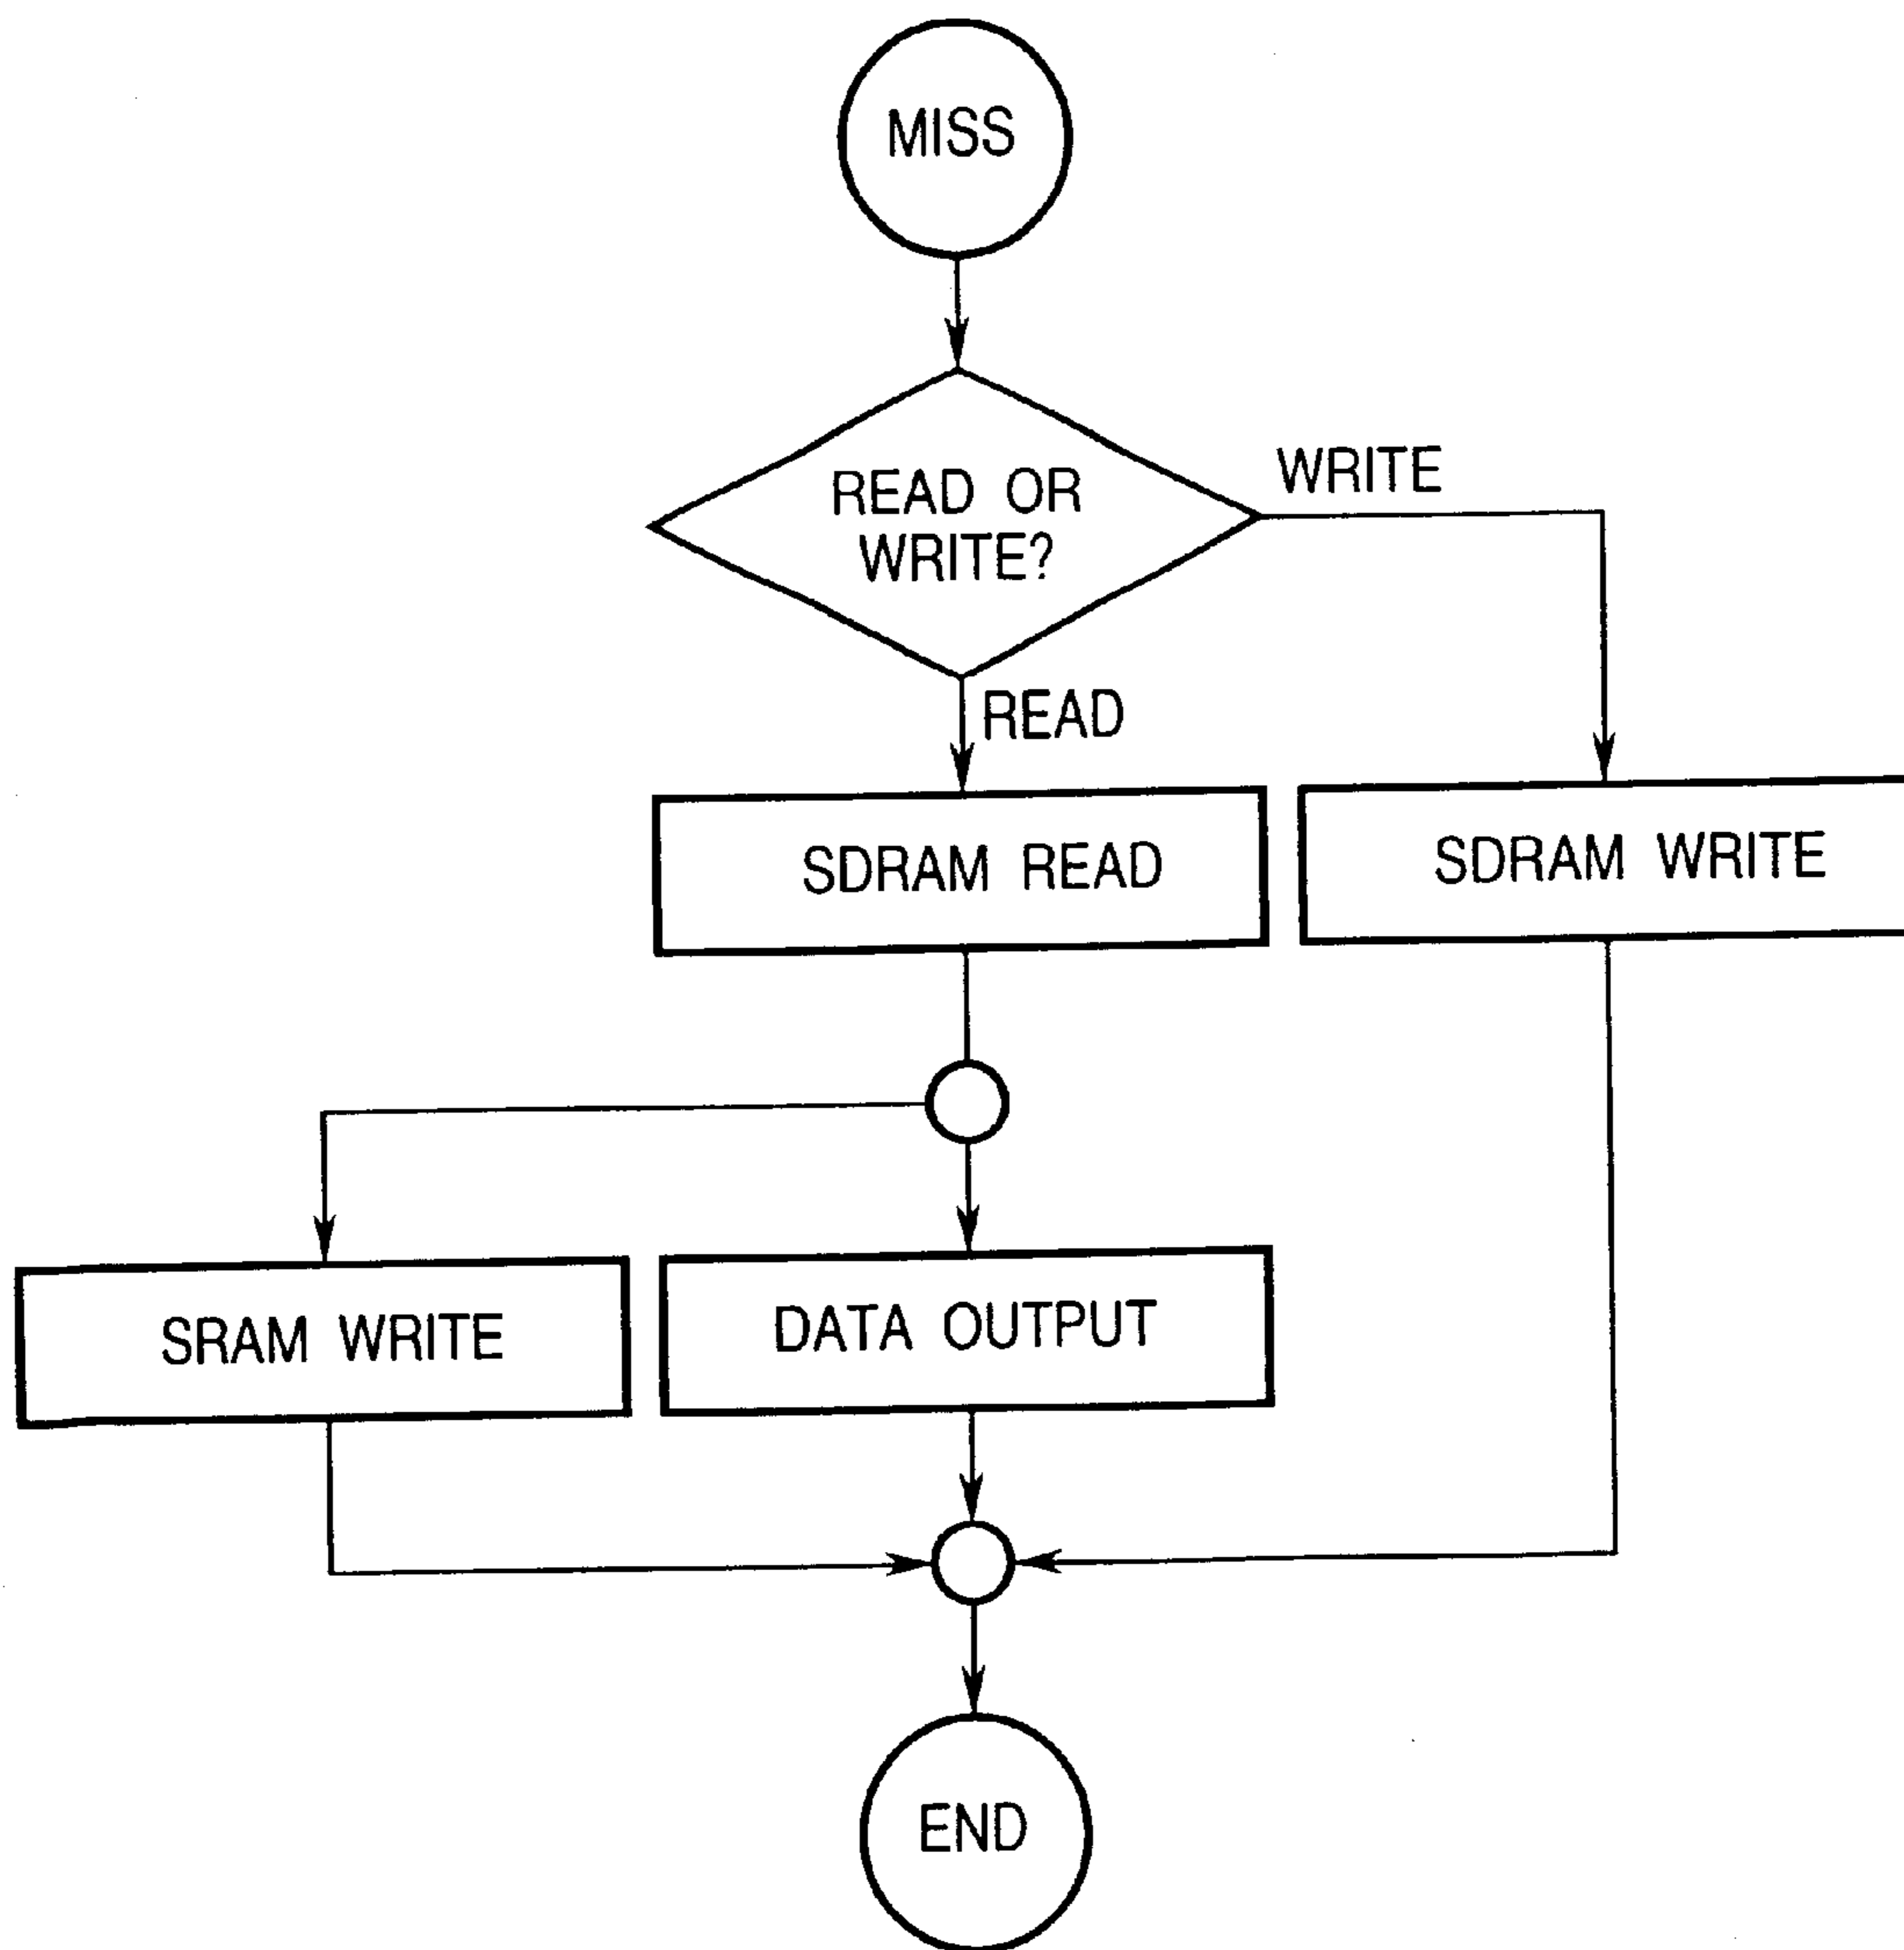 MISS
READ OR
WRITE?
WRITE
READ
SDRAM READ
SDRAM WRITE
SRAM WRITE
DATA OUTPUT
END